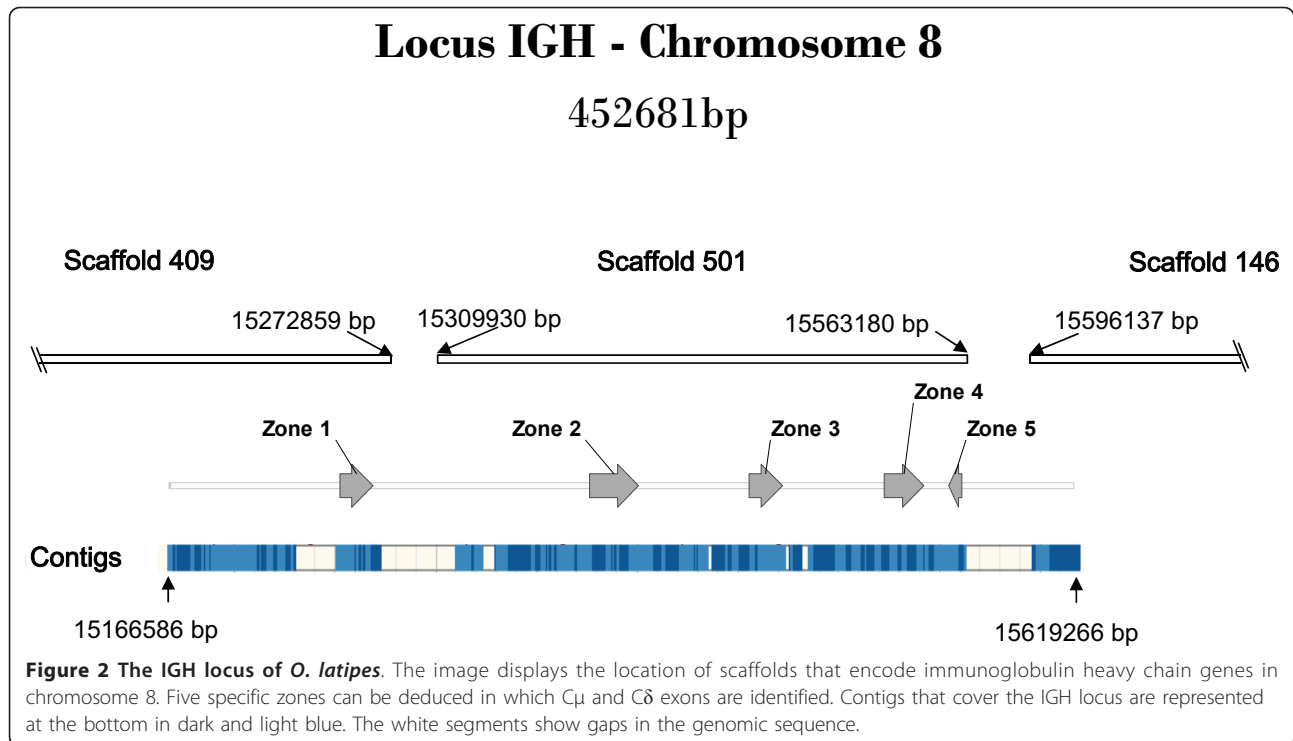 Locus IGH - Chromosome 8
452681bp
Scaffold 409
Scaffold 501
Scaffold 146
15272859 bp
15309930 bp
15563180 bp
15596137 bp
Zone 1
Zone 2
Zone 3
Zone 4
Zone 5
Contigs
15166586 bp
15619266 bp
Figure 2 The IGH locus of O. latipes. The image displays the location of scaffolds that encode immunoglobulin heavy chain genes in
chromosome 8. Five specific zones can be deduced in which Cμ and Cδ exons are identified. Contigs that cover the IGH locus are represented
at the bottom in dark and light blue. The white segments show gaps in the genomic sequence.